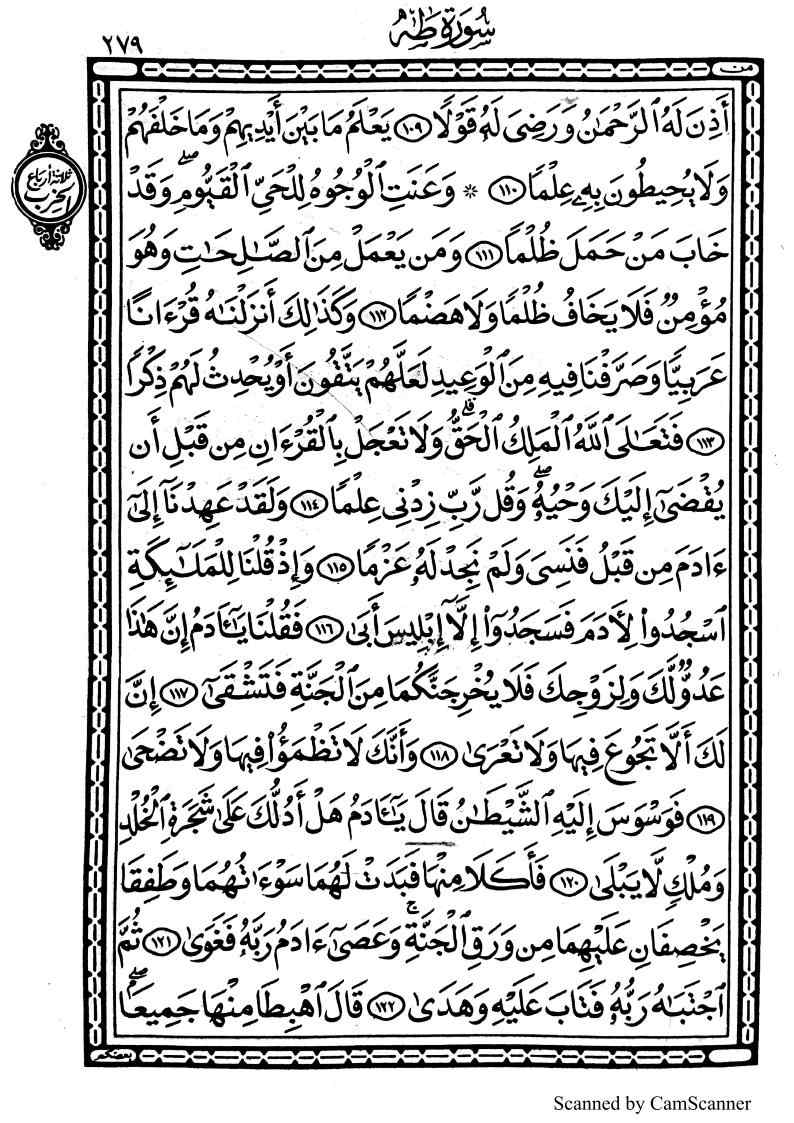 سُورَةُ طه
٢٧٩
من
أَذِنَ لَهُ ٱلرَّحْمَٰنُ وَرَضِىَ لَهُۥ قَوْلًا ١٠٩ يَعْلَمُ مَا بَيْنَ أَيْدِيهِمْ وَمَا خَلْفَهُمْ
وَلَا يُحِيطُونَ بِهِۦ عِلْمًا ١١٠ * وَعَنَتِ ٱلْوُجُوهُ لِلْحَىِّ ٱلْقَيُّومِ ۖ وَقَدْ
خَابَ مَنْ حَمَلَ ظُلْمًا ١١١ وَمَن يَعْمَلْ مِنَ ٱلصَّٰلِحَٰتِ وَهُوَ
مُؤْمِنٌ فَلَا يَخَافُ ظُلْمًا وَلَا هَضْمًا ١١٢ وَكَذَٰلِكَ أَنزَلْنَٰهُ قُرْءَانًا
عَرَبِيًّا وَصَرَّفْنَا فِيهِ مِنَ ٱلْوَعِيدِ لَعَلَّهُمْ يَتَّقُونَ أَوْ يُحْدِثُ لَهُمْ ذِكْرًا
١١٣ فَتَعَٰلَى ٱللَّهُ ٱلْمَلِكُ ٱلْحَقُّ ۗ وَلَا تَعْجَلْ بِٱلْقُرْءَانِ مِن قَبْلِ أَن
يُقْضَىٰٓ إِلَيْكَ وَحْيُهُۥ ۖ وَقُل رَّبِّ زِدْنِى عِلْمًا ١١٤ وَلَقَدْ عَهِدْنَآ إِلَىٰٓ
ءَادَمَ مِن قَبْلُ فَنَسِىَ وَلَمْ نَجِدْ لَهُۥ عَزْمًا ١١٥ وَإِذْ قُلْنَا لِلْمَلَٰٓئِكَةِ
ٱسْجُدُوا۟ لِـَٔادَمَ فَسَجَدُوٓا۟ إِلَّآ إِبْلِيسَ أَبَىٰ ١١٦ فَقُلْنَا يَٰٓـَٔادَمُ إِنَّ هَٰذَا
عَدُوٌّ لَّكَ وَلِزَوْجِكَ فَلَا يُخْرِجَنَّكُمَا مِنَ ٱلْجَنَّةِ فَتَشْقَىٰٓ ١١٧ إِنَّ
لَكَ أَلَّا تَجُوعَ فِيهَا وَلَا تَعْرَىٰ ١١٨ وَأَنَّكَ لَا تَظْمَؤُا۟ فِيهَا وَلَا تَضْحَىٰ
١١٩ فَوَسْوَسَ إِلَيْهِ ٱلشَّيْطَٰنُ قَالَ يَٰٓـَٔادَمُ هَلْ أَدُلُّكَ عَلَىٰ شَجَرَةِ ٱلْخُلْدِ
وَمُلْكٍ لَّا يَبْلَىٰ ١٢٠ فَأَكَلَا مِنْهَا فَبَدَتْ لَهُمَا سَوْءَٰتُهُمَا وَطَفِقَا
يَخْصِفَانِ عَلَيْهِمَا مِن وَرَقِ ٱلْجَنَّةِ ۚ وَعَصَىٰٓ ءَادَمُ رَبَّهُۥ فَغَوَىٰ ١٢١ ثُمَّ
ٱجْتَبَٰهُ رَبُّهُۥ فَتَابَ عَلَيْهِ وَهَدَىٰ ١٢٢ قَالَ ٱهْبِطَا مِنْهَا جَمِيعًۢا ۖ
ثلاثة أرباع
الحزب
بعضكم
Scanned by CamScanner